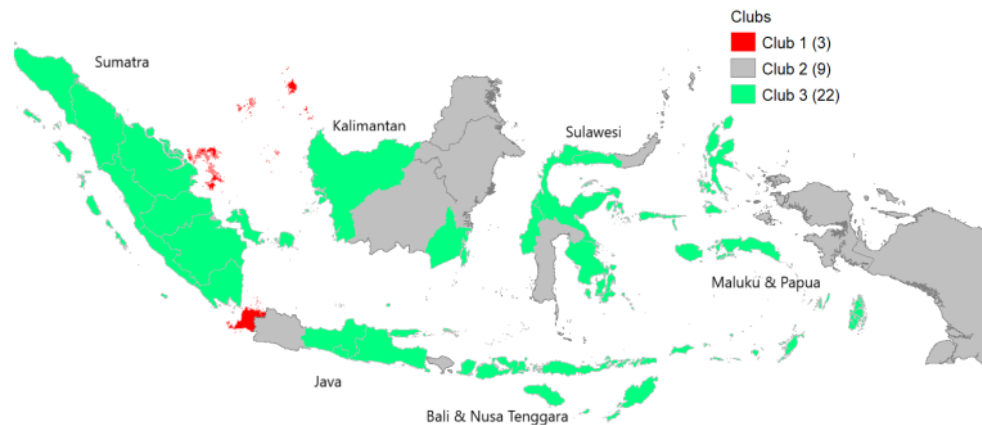 Clubs
Club 1 (3)
Club 2 (9)
Club 3 (22)
Sumatra
Kalimantan
Sulawesi
Maluku & Papua
Java
Bali & Nusa Tenggara